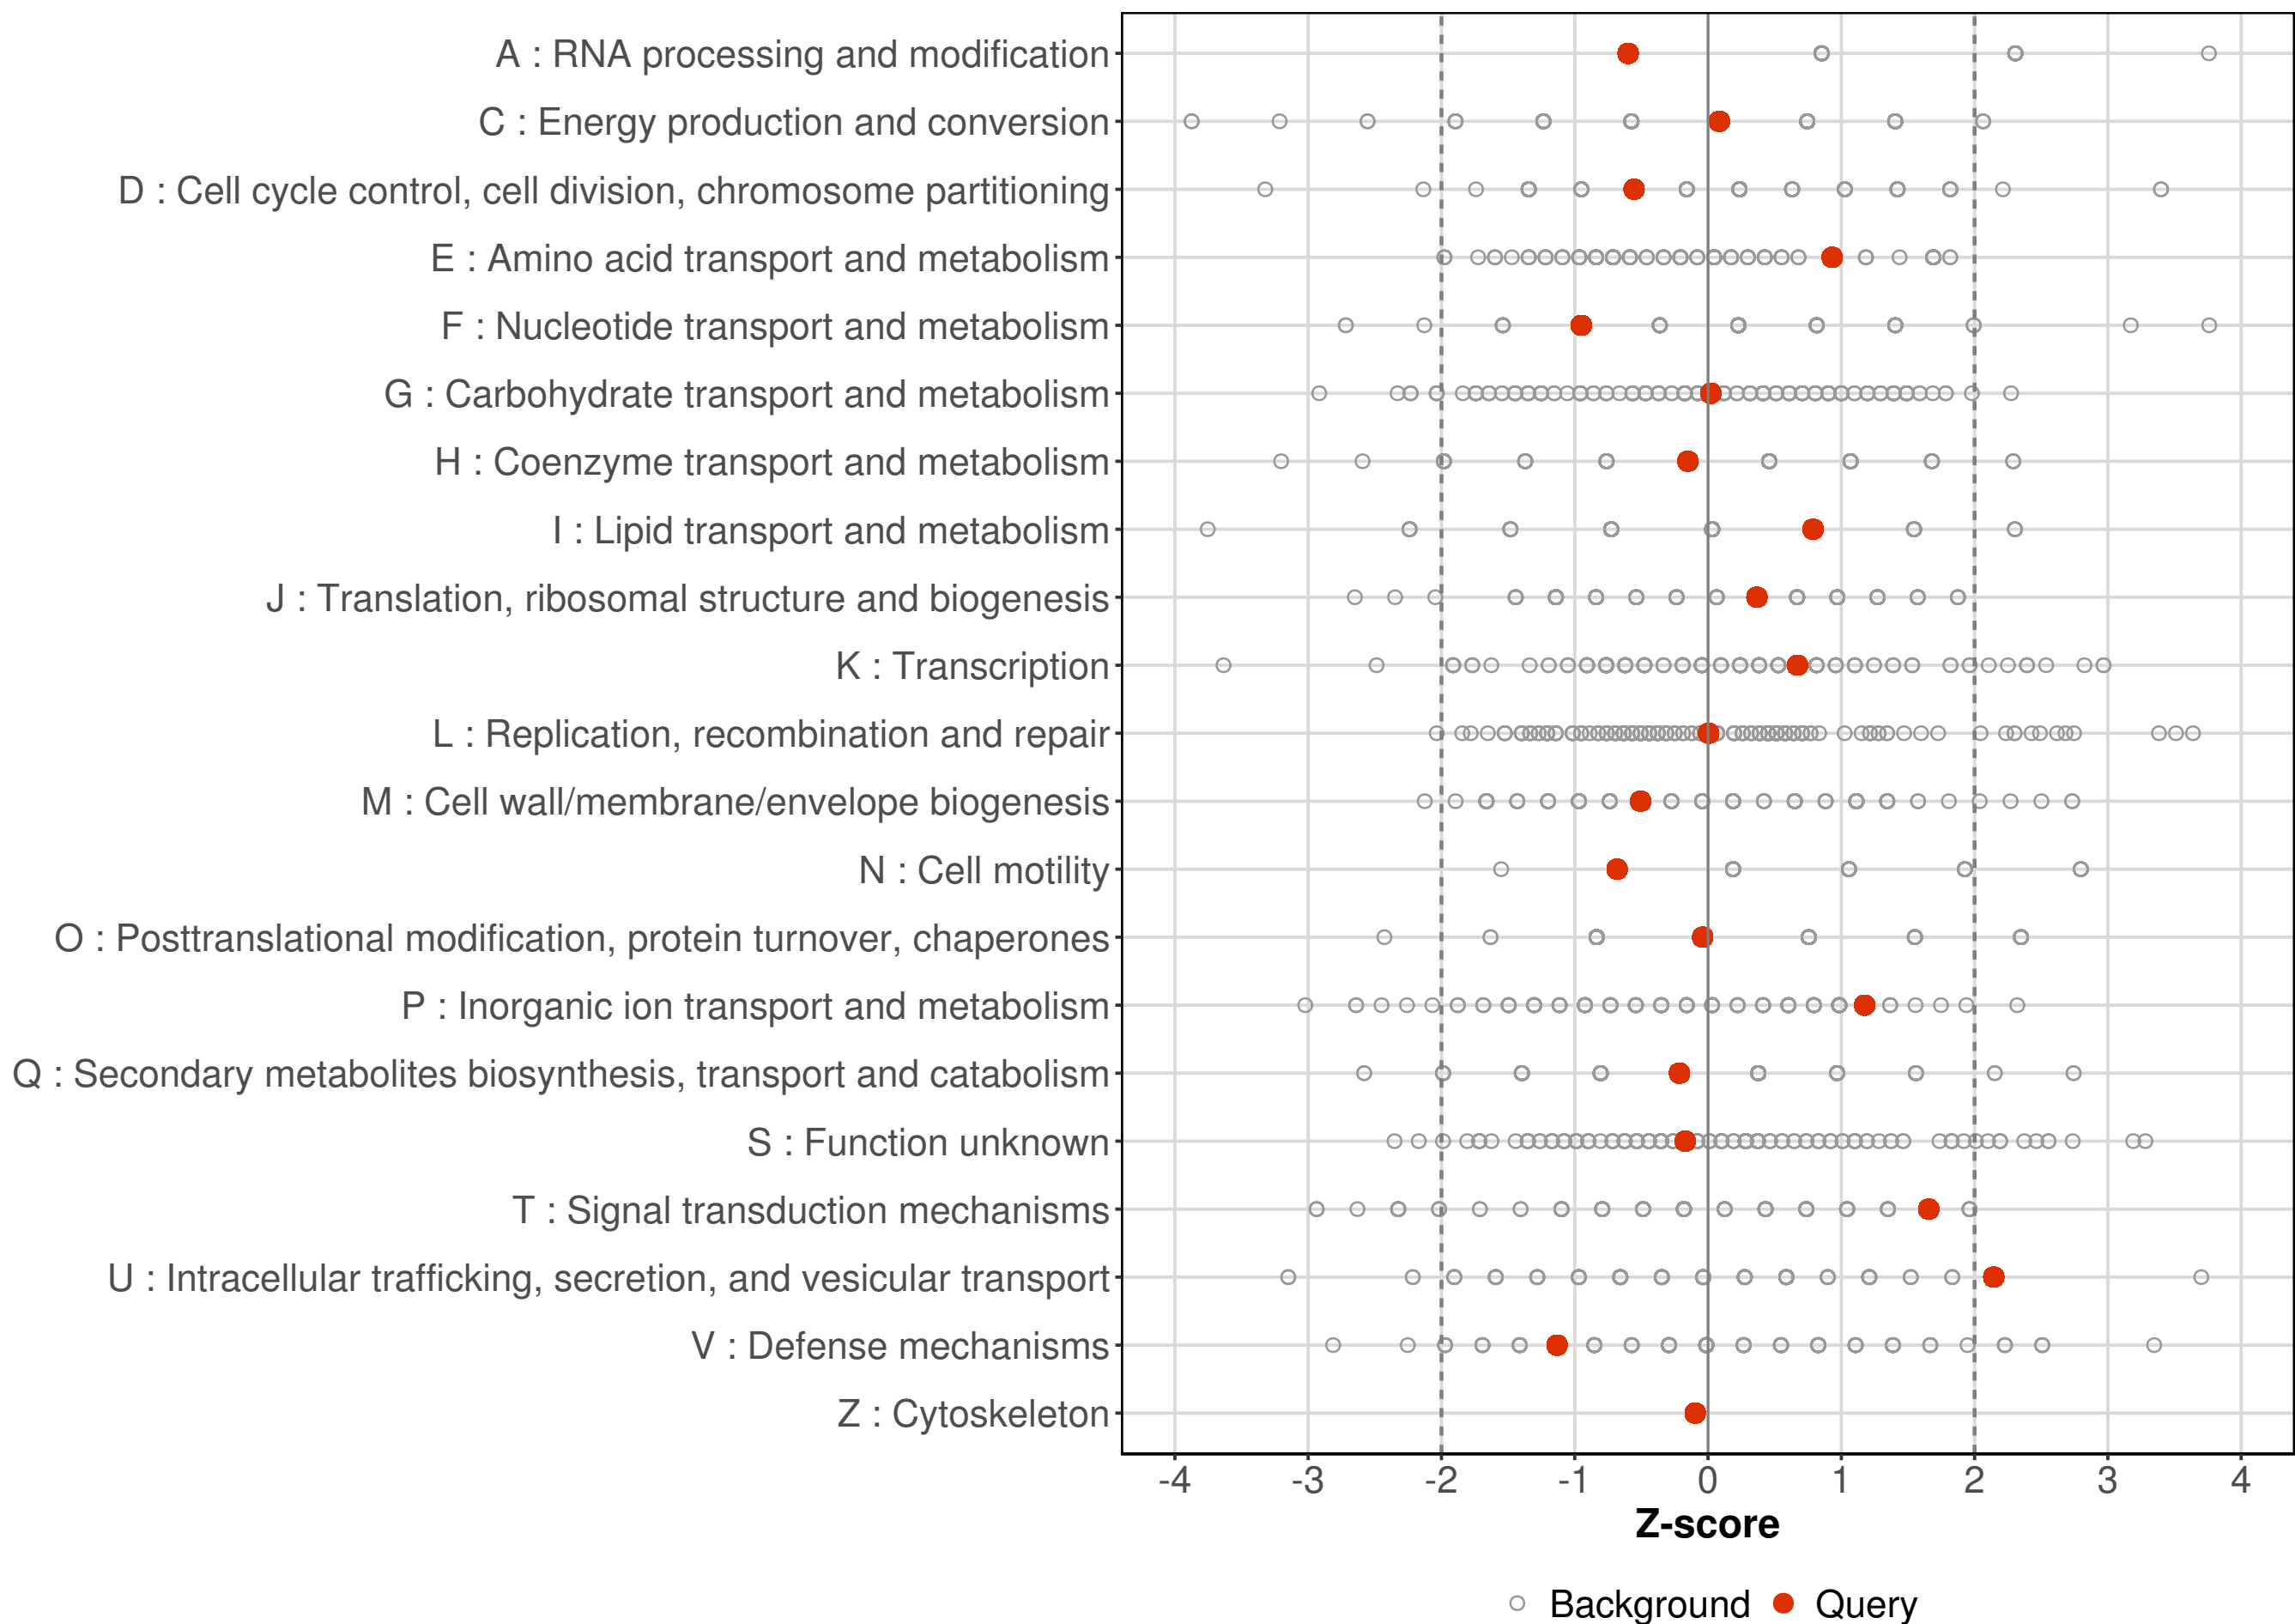 A : RNA processing and modification
C : Energy production and conversion
D : Cell cycle control, cell division, chromosome partitioning
E : Amino acid transport and metabolism
F : Nucleotide transport and metabolism
G : Carbohydrate transport and metabolism
H : Coenzyme transport and metabolism
I : Lipid transport and metabolism
J : Translation, ribosomal structure and biogenesis
K : Transcription
L : Replication, recombination and repair
M : Cell wall/membrane/envelope biogenesis
N : Cell motility
O : Posttranslational modification, protein turnover, chaperones
P : Inorganic ion transport and metabolism
Q : Secondary metabolites biosynthesis, transport and catabolism
S : Function unknown
T : Signal transduction mechanisms
U : Intracellular trafficking, secretion, and vesicular transport
V : Defense mechanisms
Z : Cytoskeleton
-4 -3 -2 -1 0 1 2 3 4
Z-score
Background Query